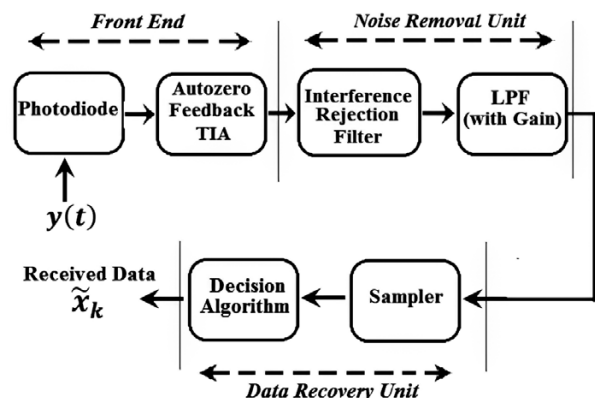 Front End
Noise Removal Unit
Photodiode
Autozero
Feedback
TIA
Interference
Rejection
Filter
LPF
(with Gain)
y(t)
Received Data
x̃ₖ
Decision
Algorithm
Sampler
Data Recovery Unit